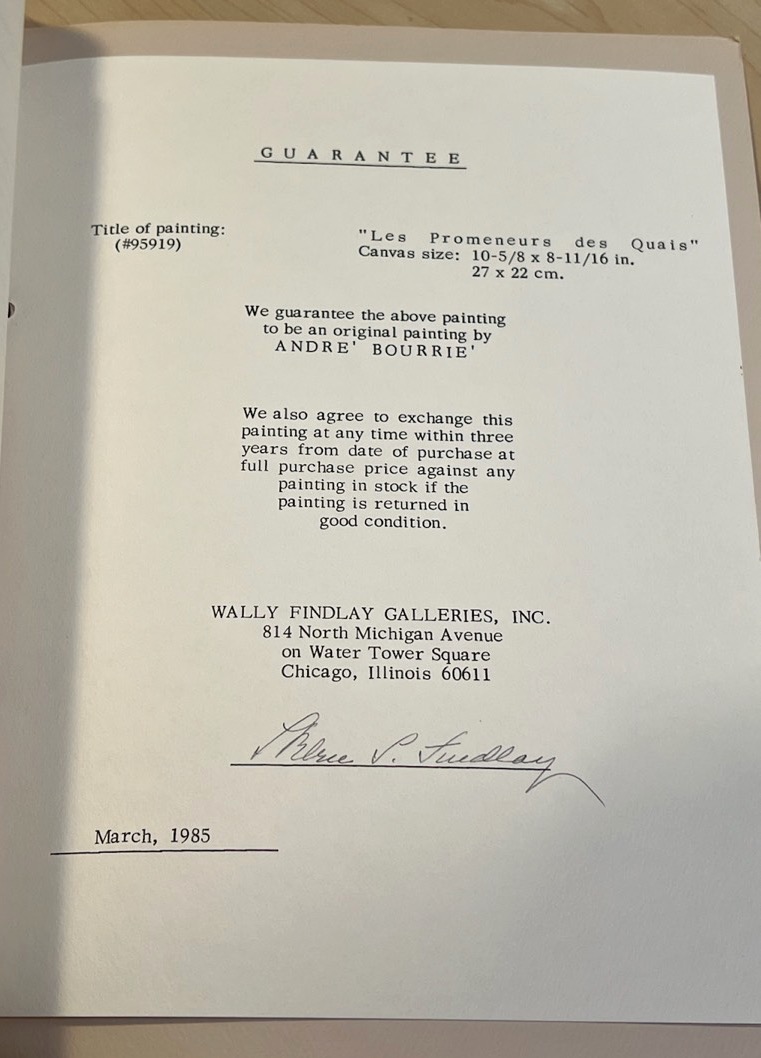 GUARANTEE
Title of painting:
(#95919)
"Les Promeneurs des Quais"
Canvas size: 10-5/8 x 8-11/16 in.
27 x 22 cm.
We guarantee the above painting
to be an original painting by
ANDRE' BOURRIE'
We also agree to exchange this
painting at any time within three
years from date of purchase at
full purchase price against any
painting in stock if the
painting is returned in
good condition.
WALLY FINDLAY GALLERIES, INC.
814 North Michigan Avenue
on Water Tower Square
Chicago, Illinois 60611
P. Findlay
March, 1985